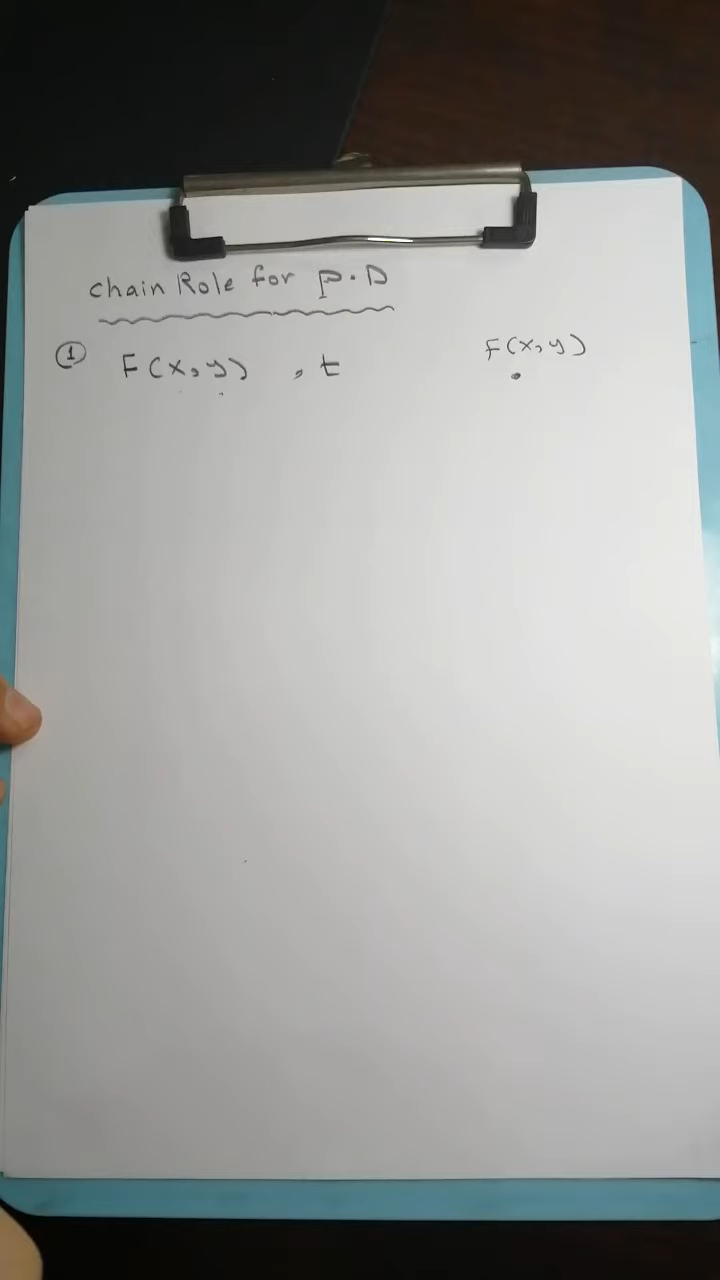 chain Role for P.D
① F(x,y) , t
F(x,y)